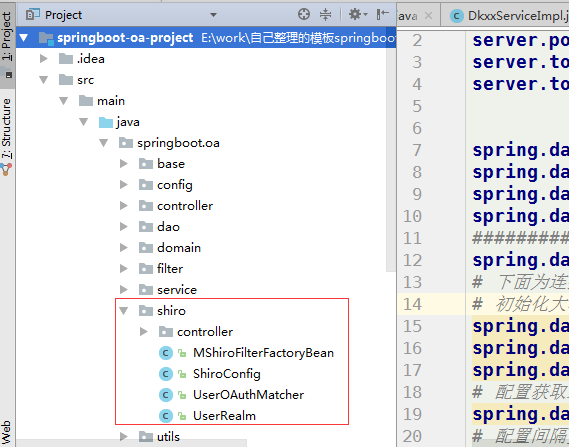 1: Project
Z: Structure
Web
Project
springboot-oa-project E:\work\自己整理的模板springboot
.idea
src
main
java
springboot.oa
base
config
controller
dao
domain
filter
service
shiro
controller
MShiroFilterFactoryBean
ShiroConfig
UserOAuthMatcher
UserRealm
utils
java
DkxxServiceImpl.j
2 server.po
3 server.to
4 server.to
5
6
7 spring.da
8 spring.da
9 spring.da
10 spring.da
11 ##########
12 spring.da
13 # 下面为连
14 # 初始化大
15 spring.da
16 spring.da
17 spring.da
18 # 配置获取
19 spring.da
20 # 配置间隔